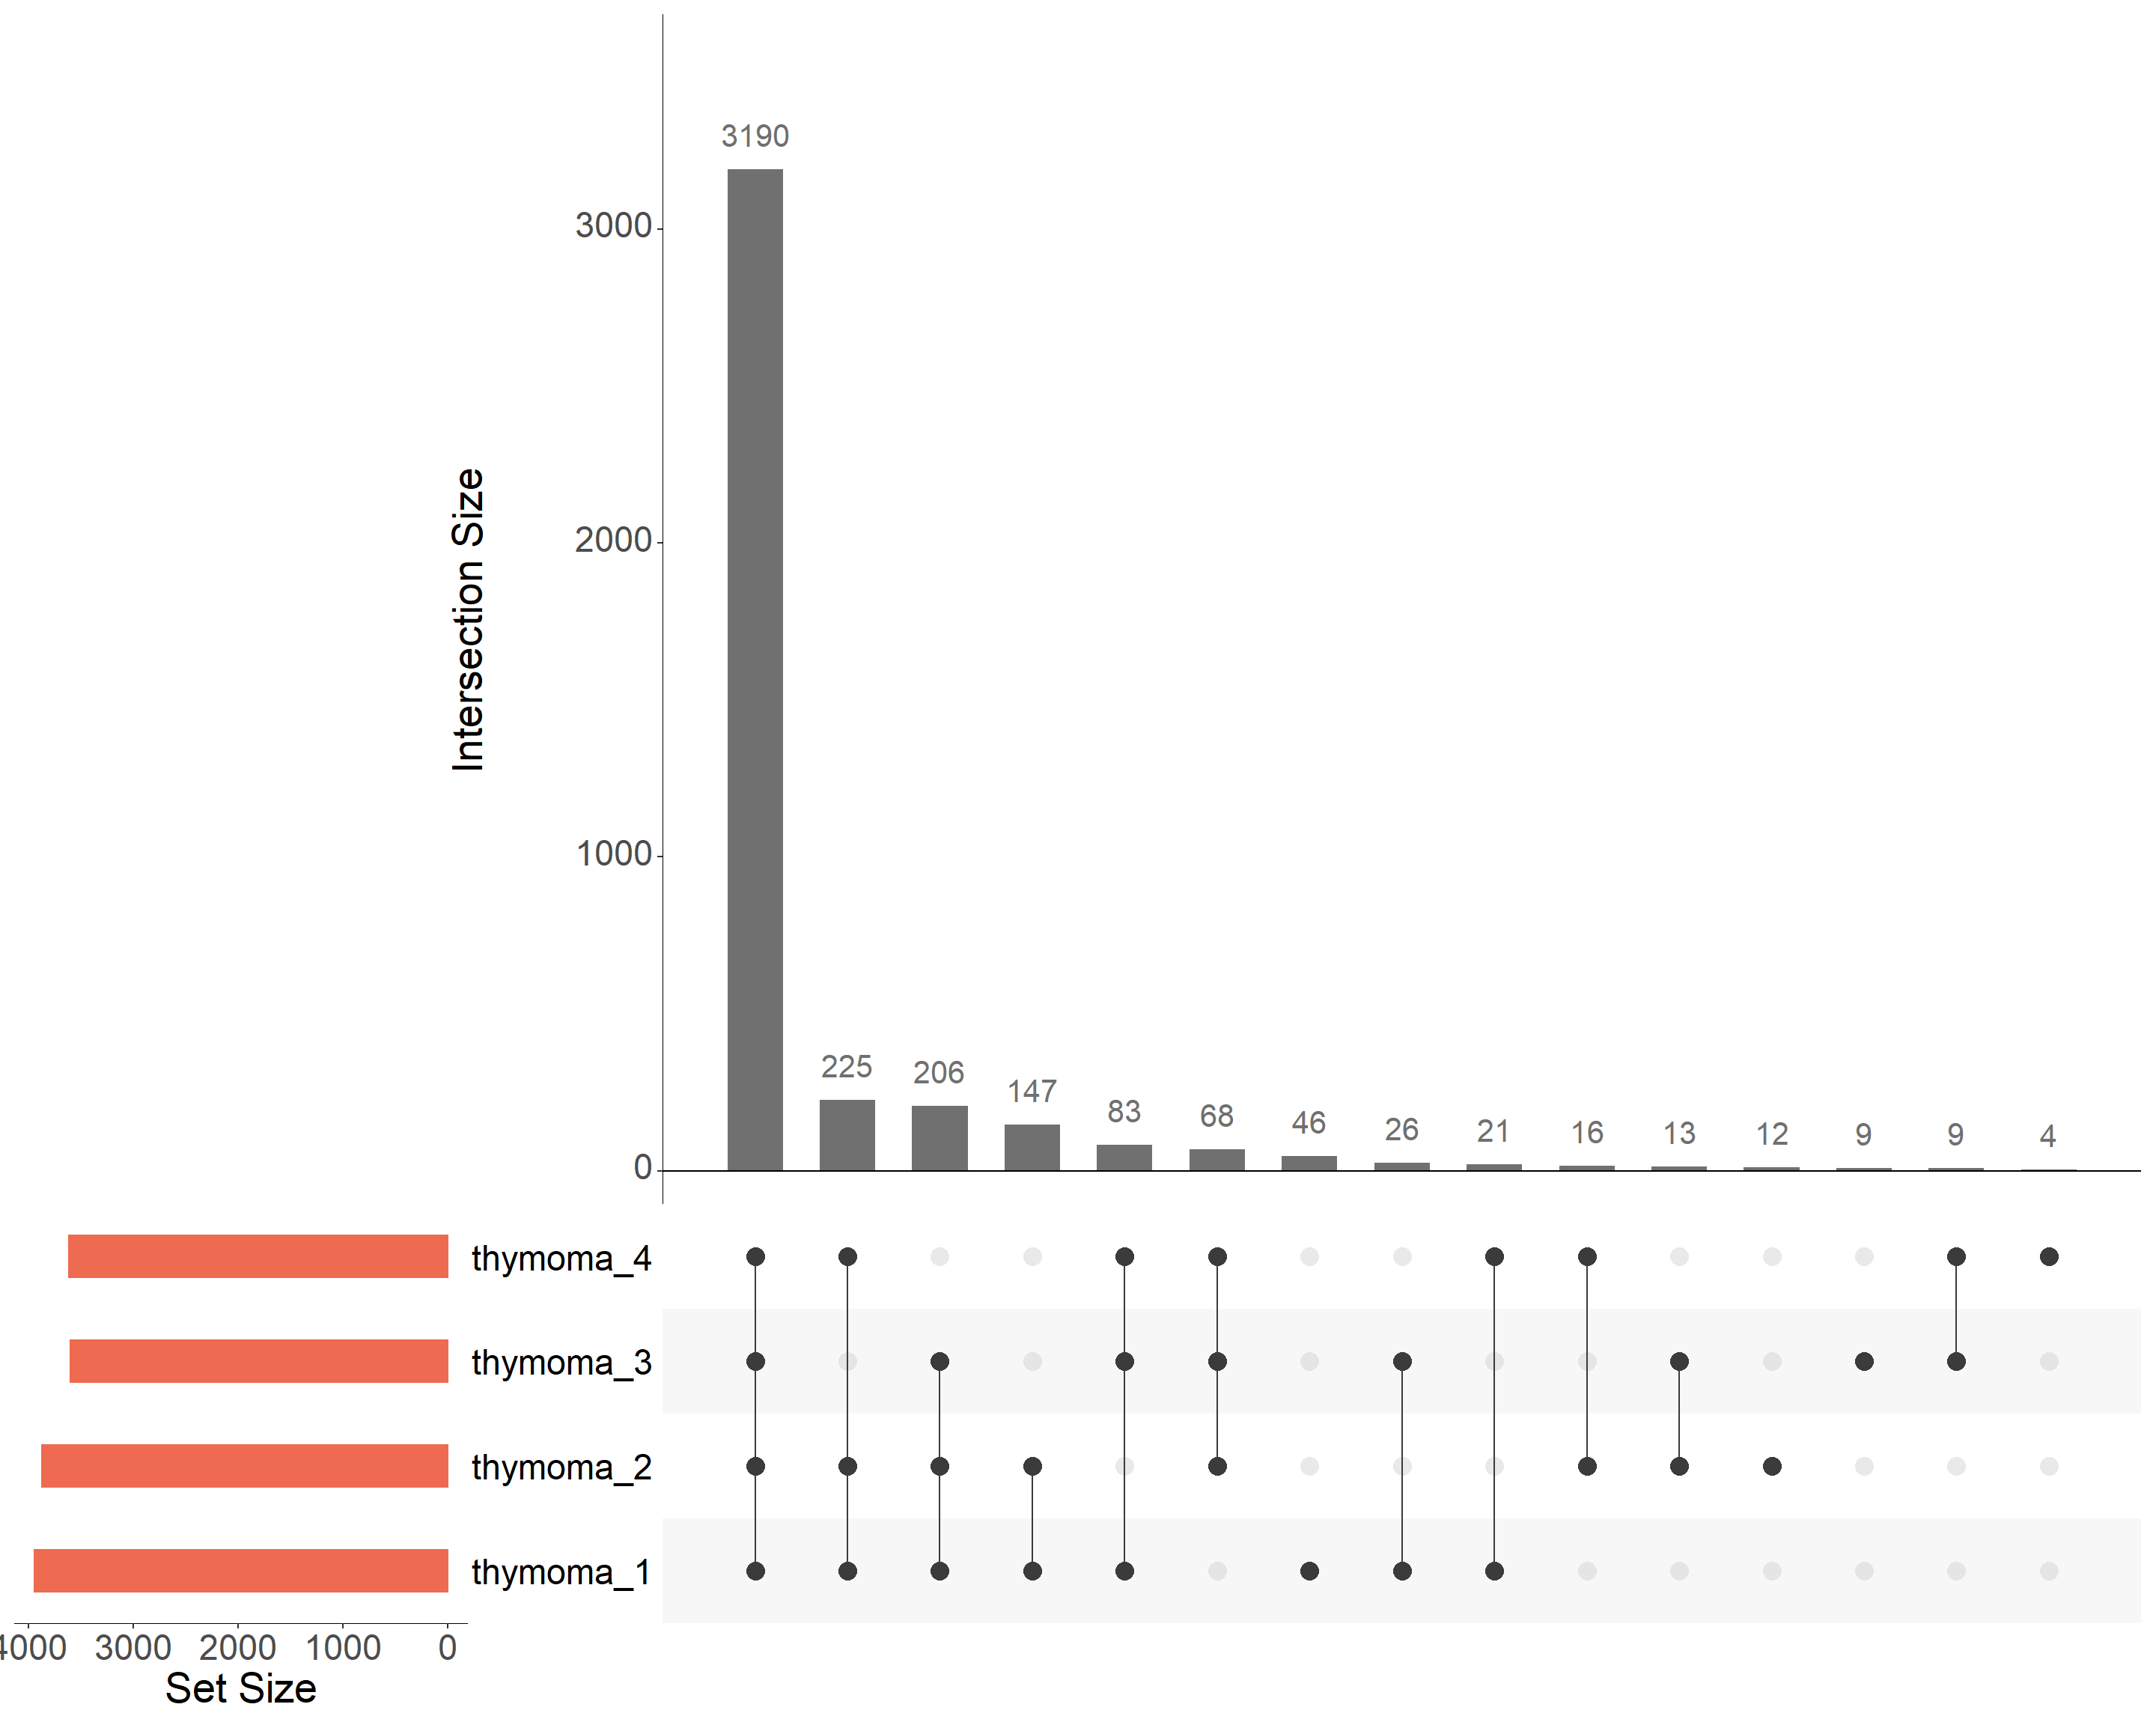 3190
3000
2000
1000
225
206
147
83
68
46
26
21
16
13
12
9
9
4
0
Intersection Size
thymoma_4
thymoma_3
thymoma_2
thymoma_1
4000 3000 2000 1000 0
Set Size